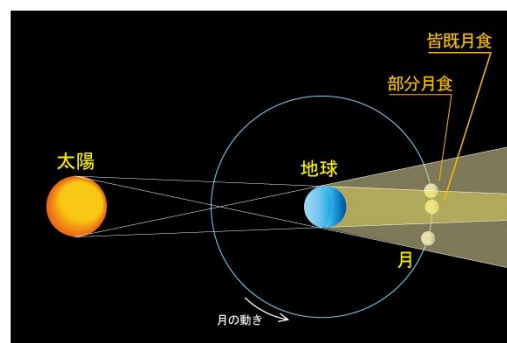 皆既月食
部分月食
太陽
地球
月
月の動き